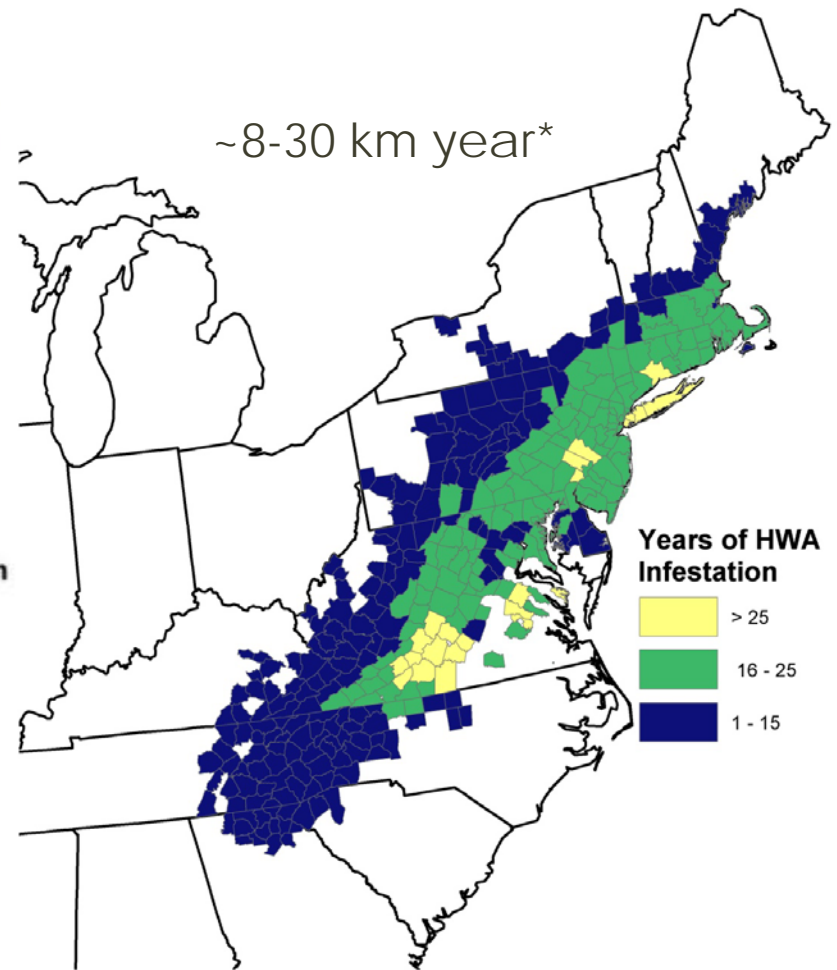 ~8-30 km year*
Years of HWA
Infestation
> 25
16 - 25
1 - 15